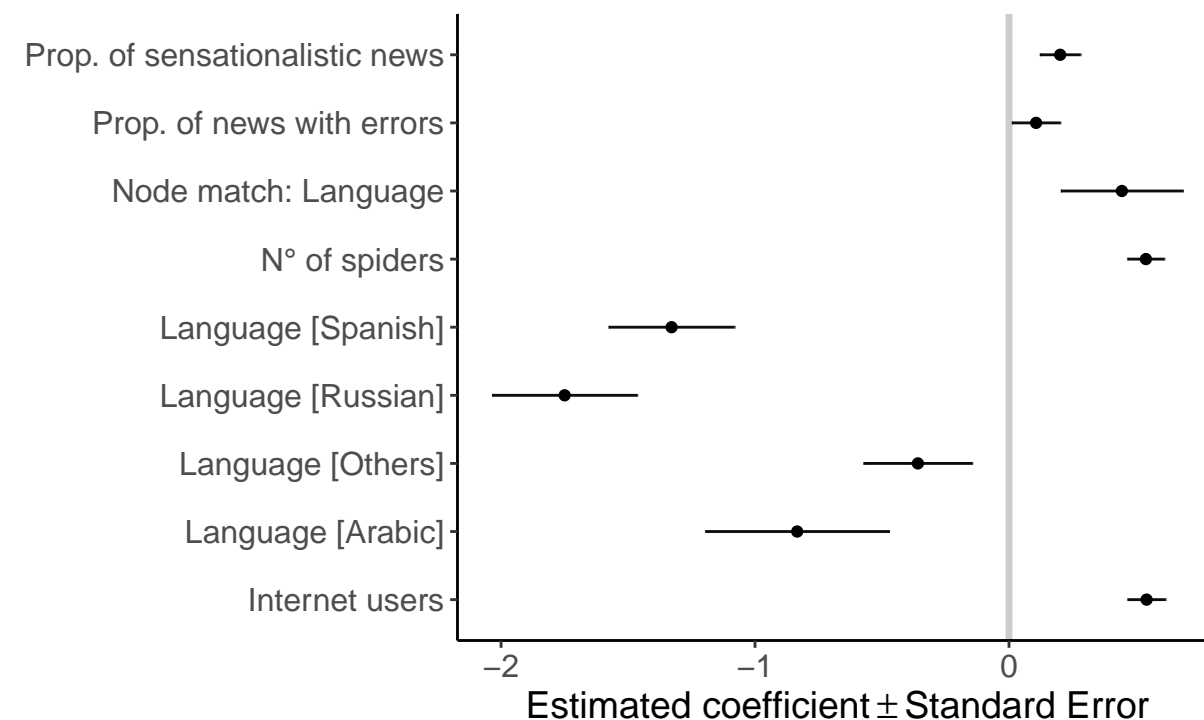 Prop. of sensationalistic news
Prop. of news with errors
Node match: Language
N° of spiders
Language [Spanish]
Language [Russian]
Language [Others]
Language [Arabic]
Internet users
−2 −1 0
Estimated coefficient ± Standard Error